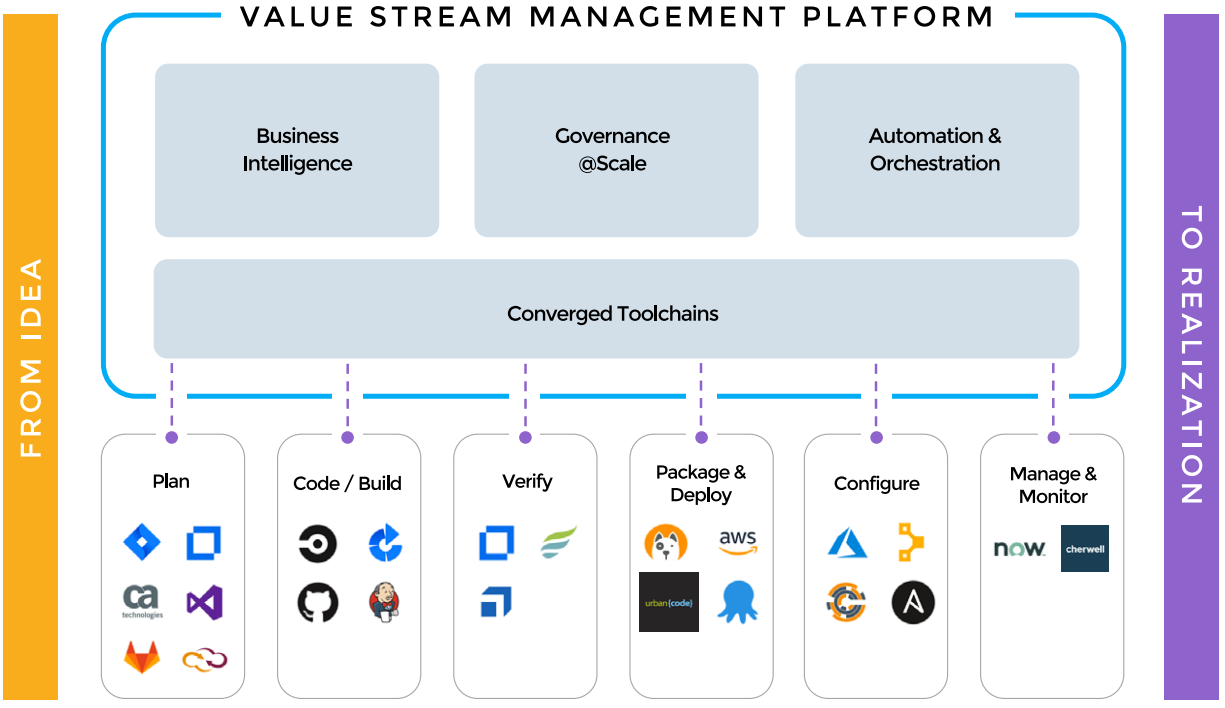 VALUE STREAM MANAGEMENT PLATFORM
FROM IDEA
TO REALIZATION
Business
Intelligence
Governance
@Scale
Automation &
Orchestration
Converged Toolchains
Plan
ca
technologies
Code / Build
Verify
Package &
Deploy
aws
urban{code}
Configure
A
Manage &
Monitor
now
cherwell